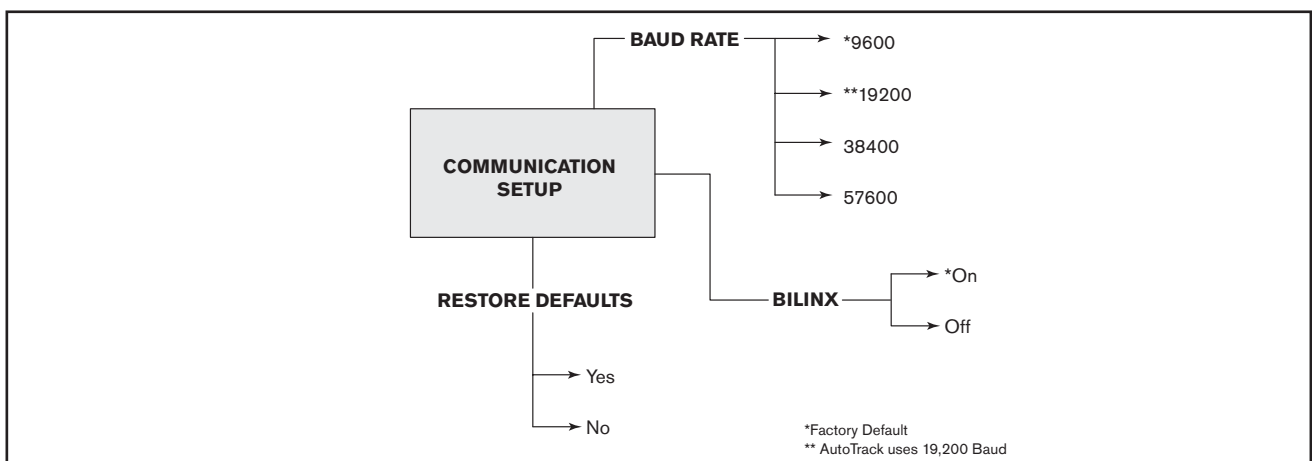 BAUD RATE
*9600
**19200
38400
57600
COMMUNICATION
SETUP
BILINX
*On
Off
RESTORE DEFAULTS
Yes
No
*Factory Default
** AutoTrack uses 19,200 Baud